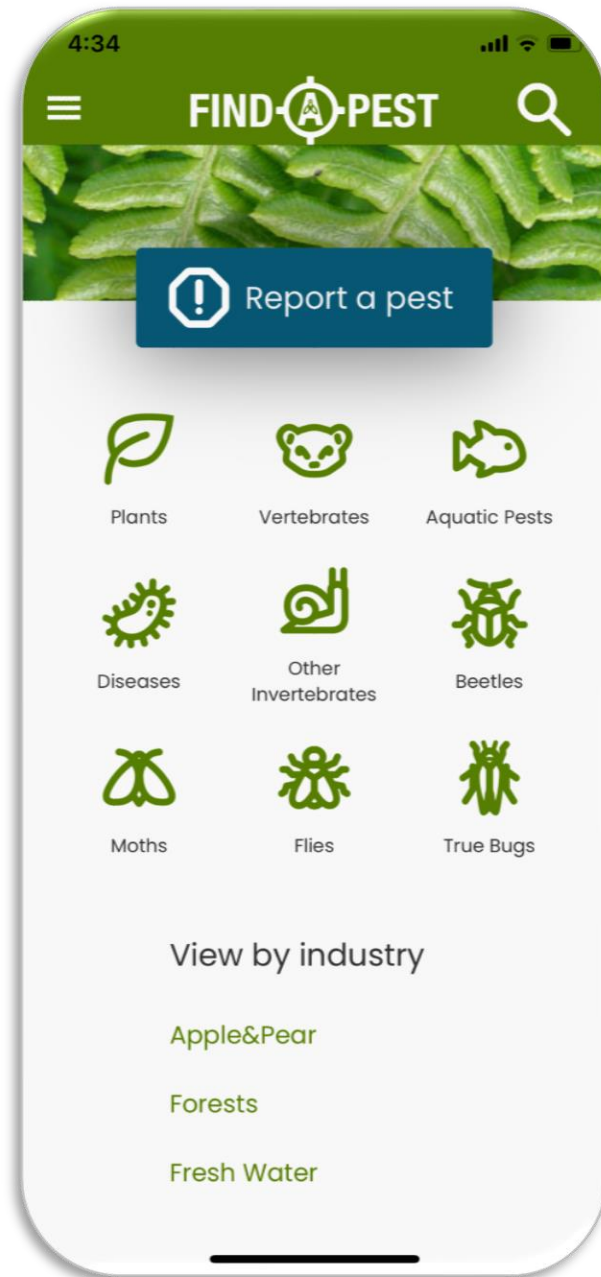 4:34
FIND-A-PEST
Report a pest
Plants
Vertebrates
Aquatic Pests
Diseases
Other
Invertebrates
Beetles
Moths
Flies
True Bugs
View by industry
Apple&Pear
Forests
Fresh Water